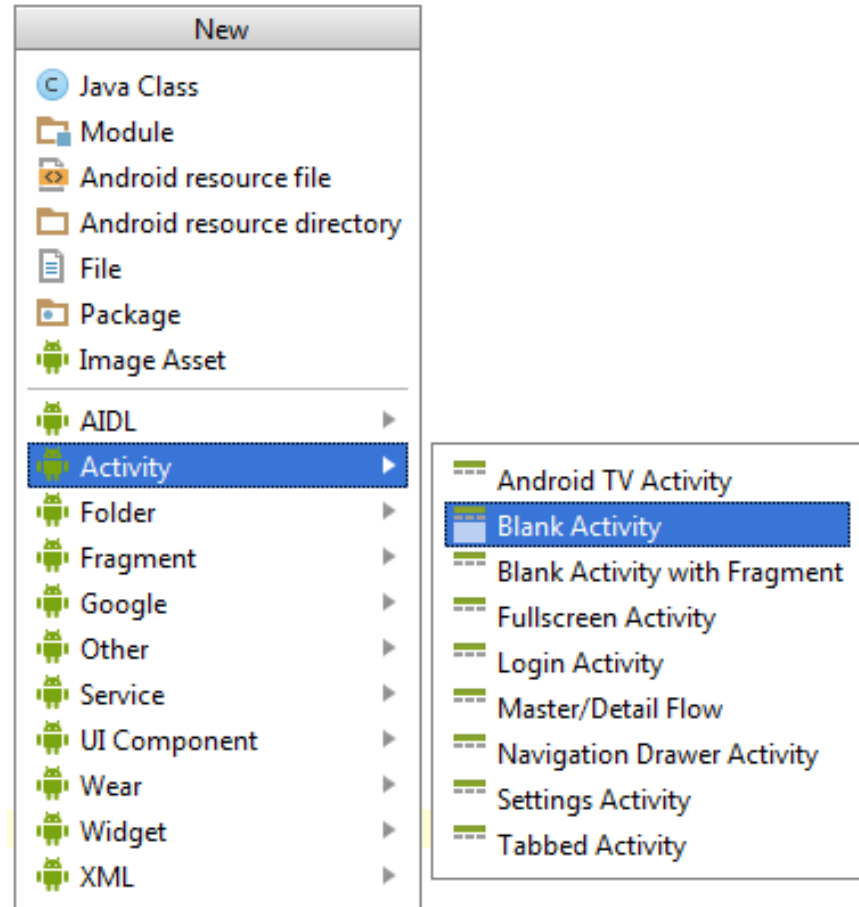 New
Java Class
Module
Android resource file
Android resource directory
File
Package
Image Asset
AIDL
Activity
Folder
Fragment
Google
Other
Service
UI Component
Wear
Widget
XML
Android TV Activity
Blank Activity
Blank Activity with Fragment
Fullscreen Activity
Login Activity
Master/Detail Flow
Navigation Drawer Activity
Settings Activity
Tabbed Activity